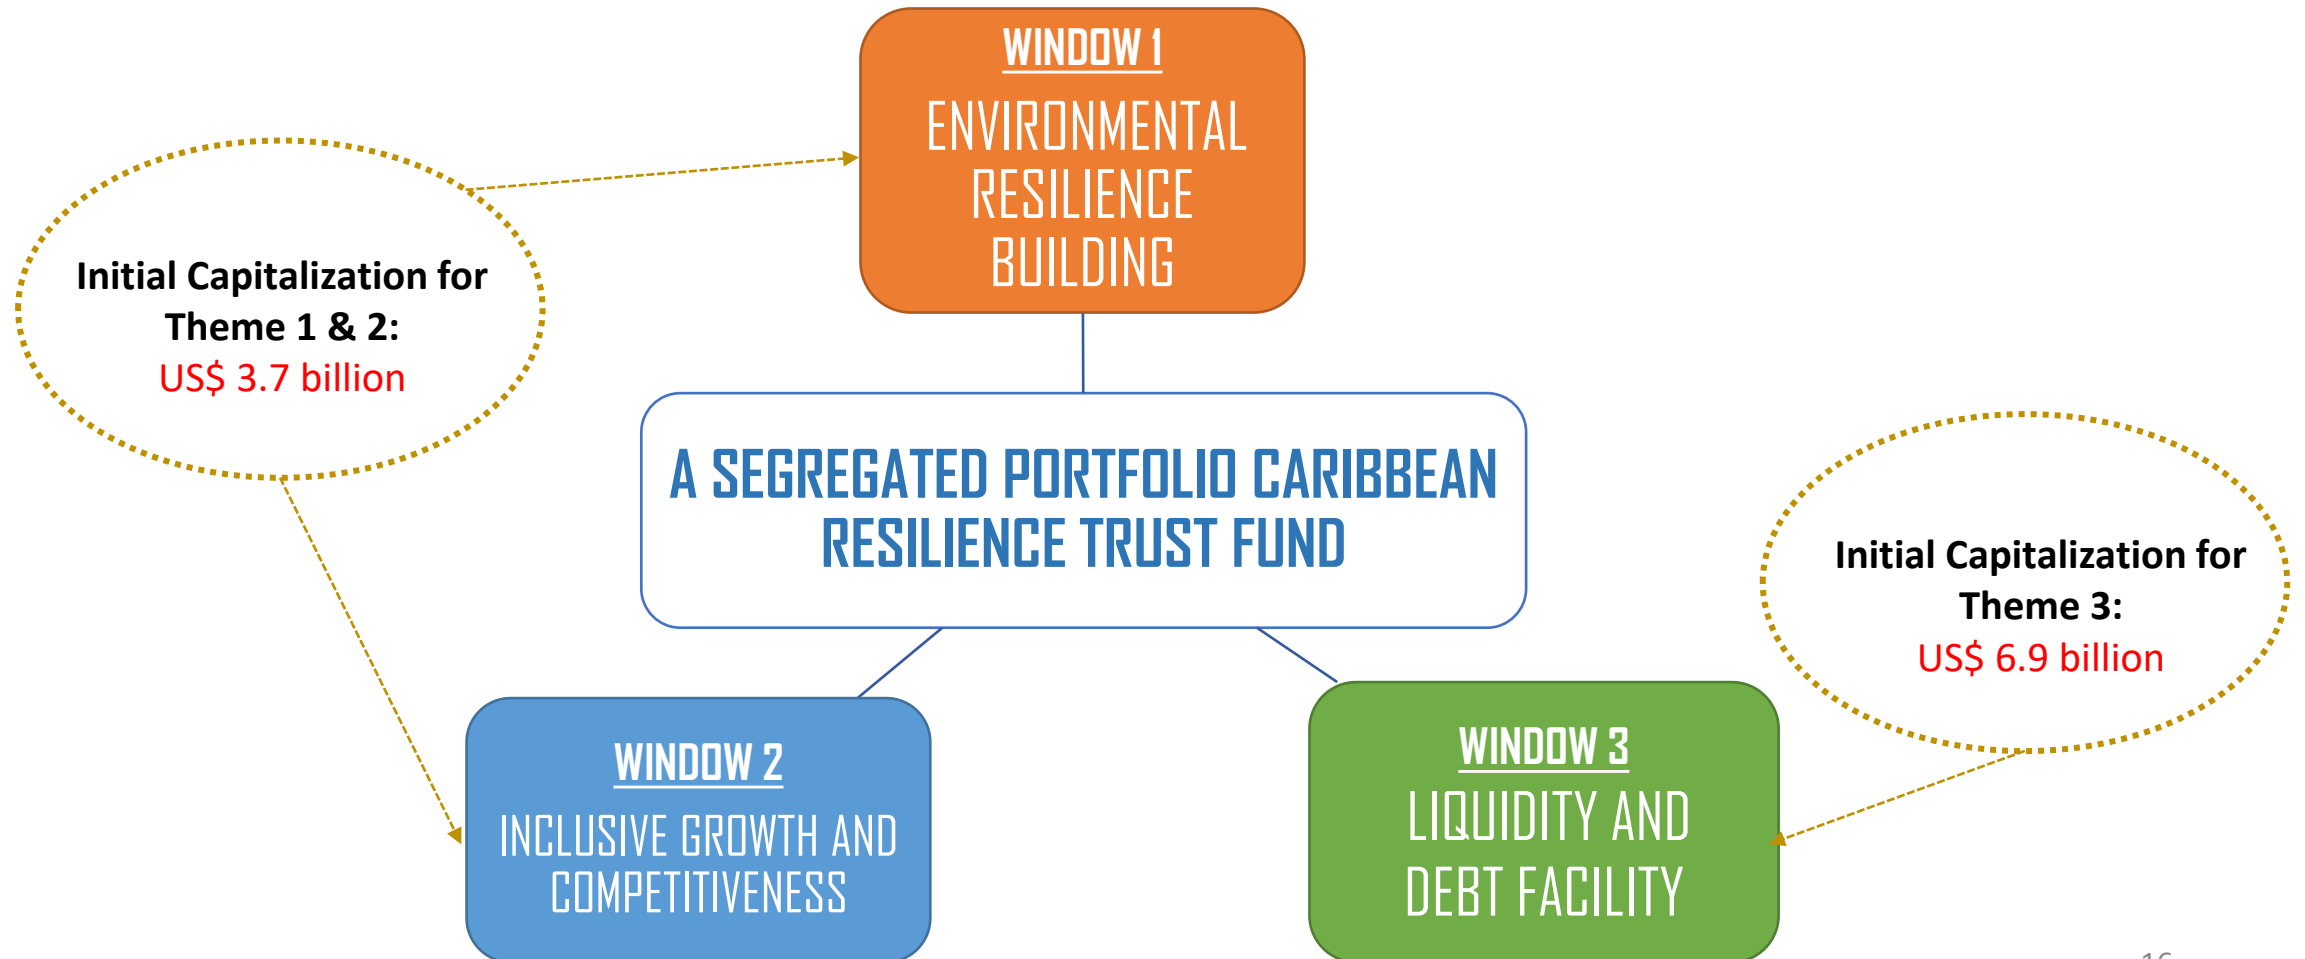 WINDOW 1
ENVIRONMENTAL
RESILIENCE
BUILDING
Initial Capitalization for
Theme 1 & 2:
US$ 3.7 billion
A SEGREGATED PORTFOLIO CARIBBEAN
RESILIENCE TRUST FUND
Initial Capitalization for
Theme 3:
US$ 6.9 billion
WINDOW 2
INCLUSIVE GROWTH AND
COMPETITIVENESS
WINDOW 3
LIQUIDITY AND
DEBT FACILITY